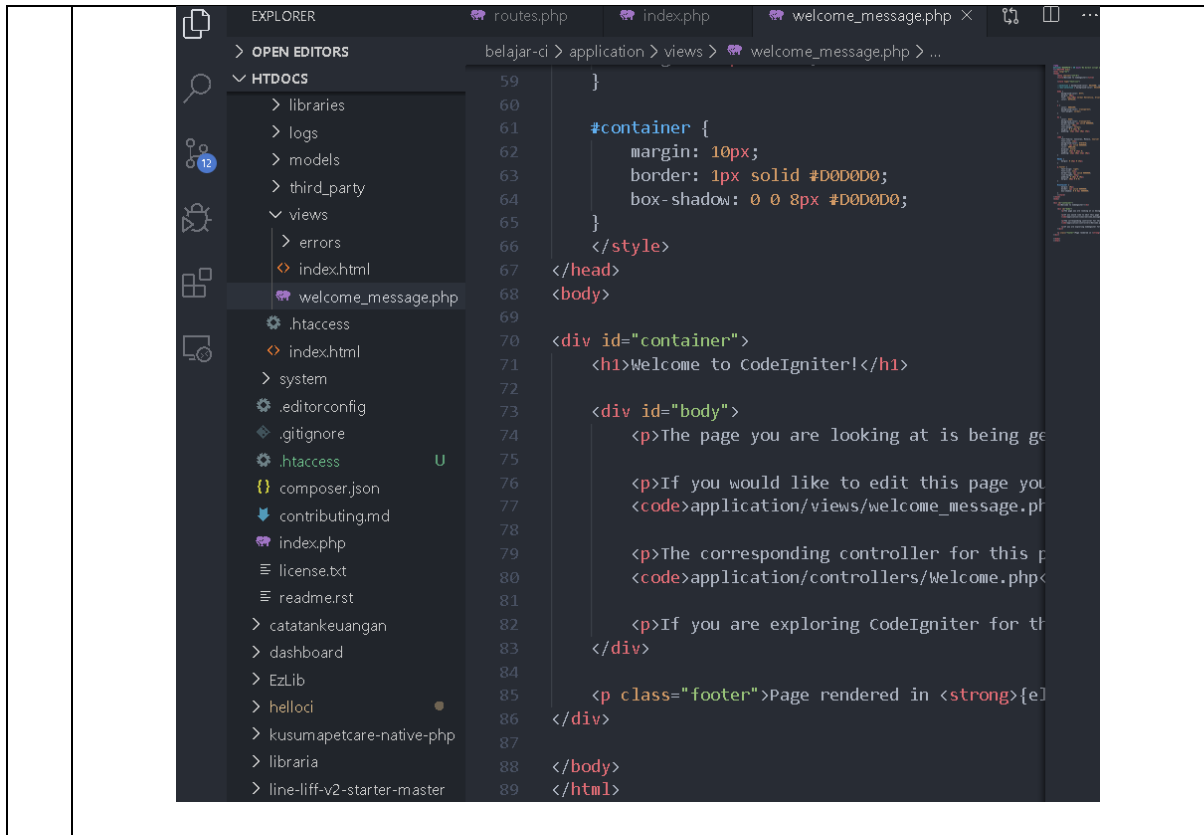 EXPLORER
OPEN EDITORS
HTDOCS
libraries
logs
models
third_party
views
errors
index.html
welcome_message.php
.htaccess
index.html
system
.editorconfig
.gitignore
.htaccess U
composer.json
contributing.md
index.php
license.txt
readme.rst
catatankeuangan
dashboard
EzLib
helloci
kusumapetcare-native-php
libraria
line-liff-v2-starter-master
12
routes.php index.php welcome_message.php ×
belajar-ci > application > views > welcome_message.php > ...
59 }
60
61 #container {
62 margin: 10px;
63 border: 1px solid #D0D0D0;
64 box-shadow: 0 0 8px #D0D0D0;
65 }
66 </style>
67 </head>
68 <body>
69
70 <div id="container">
71 <h1>Welcome to CodeIgniter!</h1>
72
73 <div id="body">
74 <p>The page you are looking at is being ge
75
76 <p>If you would like to edit this page you
77 <code>application/views/welcome_message.ph
78
79 <p>The corresponding controller for this p
80 <code>application/controllers/Welcome.php<
81
82 <p>If you are exploring CodeIgniter for th
83 </div>
84
85 <p class="footer">Page rendered in <strong>{el
86 </div>
87
88 </body>
89 </html>